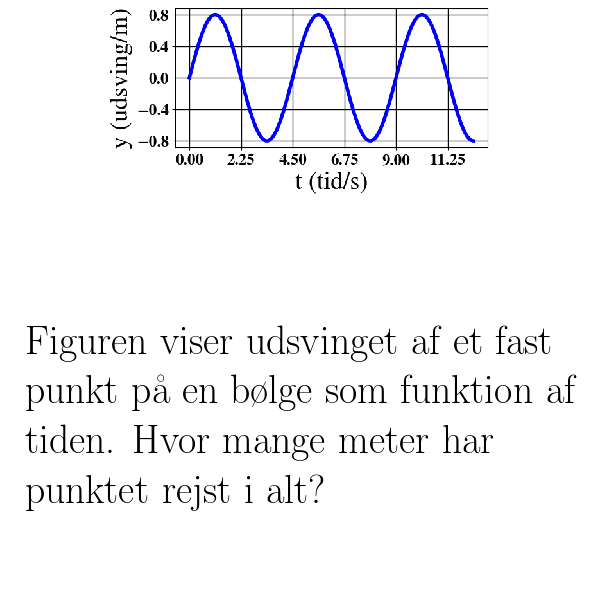 0.8
0.4
0.0
−0.4
−0.8
y (udsving/m)
0.00 2.25 4.50 6.75 9.00 11.25
t (tid/s)
Figuren viser udsvinget af et fast
punkt på en bølge som funktion af
tiden. Hvor mange meter har
punktet rejst i alt?